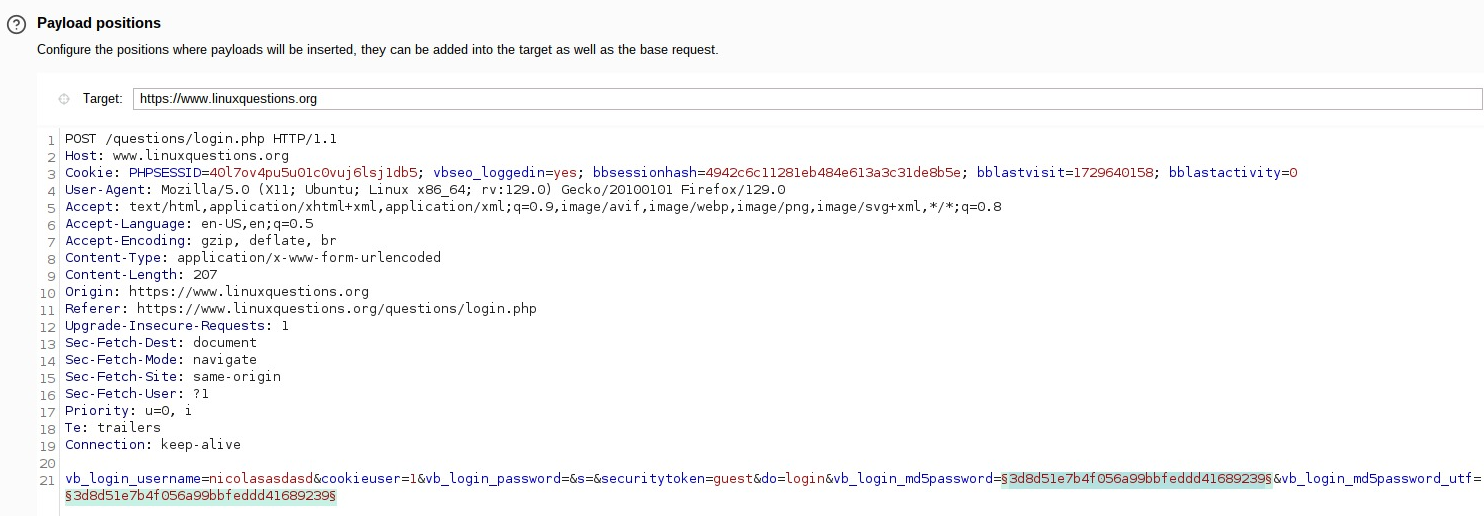 Payload positions
Configure the positions where payloads will be inserted, they can be added into the target as well as the base request.
Target: https://www.linuxquestions.org
1 POST /questions/login.php HTTP/1.1
2 Host: www.linuxquestions.org
3 Cookie: PHPSESSID=40l7ov4pu5u01c0vuj6lsj1db5; vbseo_loggedin=yes; bbsessionhash=4942c6c11281eb484e613a3c31de8b5e; bblastvisit=1729640158; bblastactivity=0
4 User-Agent: Mozilla/5.0 (X11; Ubuntu; Linux x86_64; rv:129.0) Gecko/20100101 Firefox/129.0
5 Accept: text/html,application/xhtml+xml,application/xml;q=0.9,image/avif,image/webp,image/png,image/svg+xml,*/*;q=0.8
6 Accept-Language: en-US,en;q=0.5
7 Accept-Encoding: gzip, deflate, br
8 Content-Type: application/x-www-form-urlencoded
9 Content-Length: 207
10 Origin: https://www.linuxquestions.org
11 Referer: https://www.linuxquestions.org/questions/login.php
12 Upgrade-Insecure-Requests: 1
13 Sec-Fetch-Dest: document
14 Sec-Fetch-Mode: navigate
15 Sec-Fetch-Site: same-origin
16 Sec-Fetch-User: ?1
17 Priority: u=0, i
18 Te: trailers
19 Connection: keep-alive
20
21 vb_login_username=nicolasasdasd&cookieuser=1&vb_login_password=&s=&securitytoken=guest&do=login&vb_login_md5password=§3d8d51e7b4f056a99bbfeddd41689239§&vb_login_md5password_utf=
§3d8d51e7b4f056a99bbfeddd41689239§